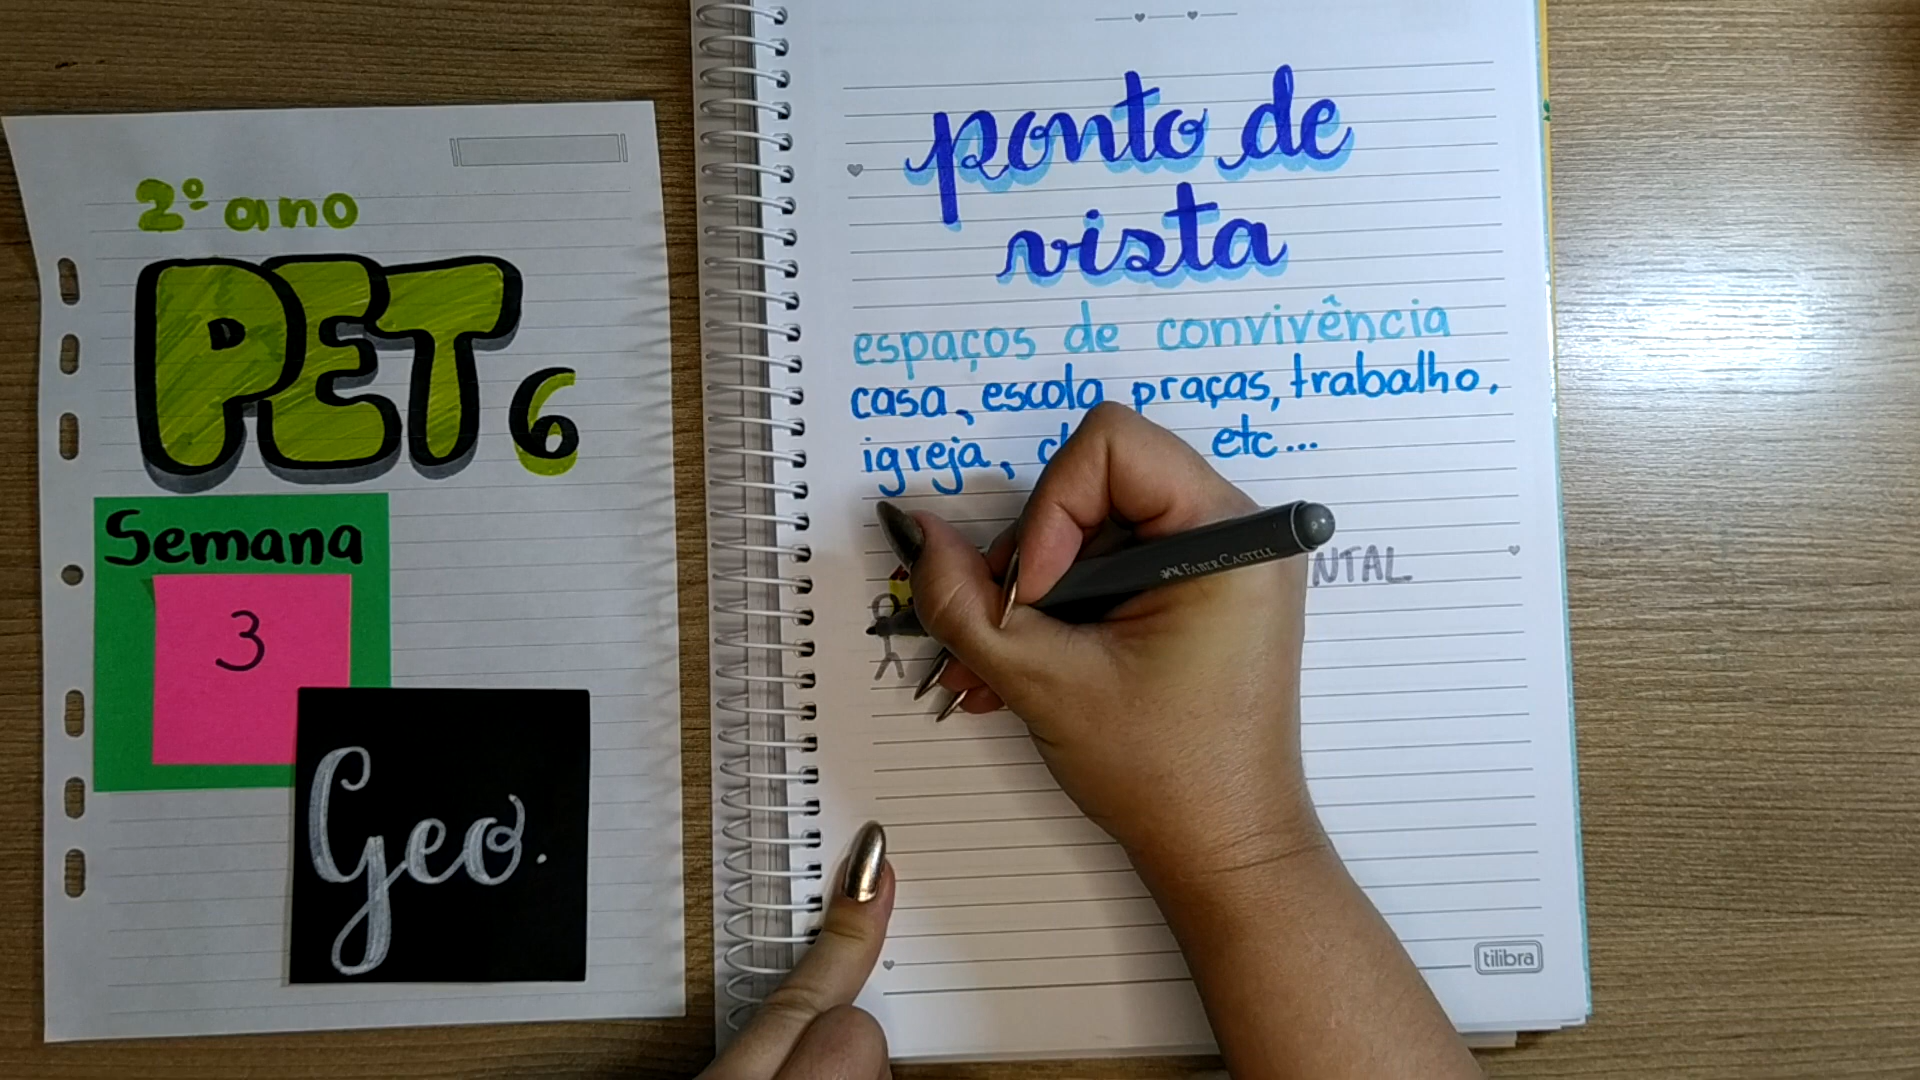 2º ano
PET 6
Semana
3
Geo.
ponto de
vista
espaços de convivência
casa, escola praças, trabalho,
igreja, etc...
NTAL
FABER CASTELL
tilibra